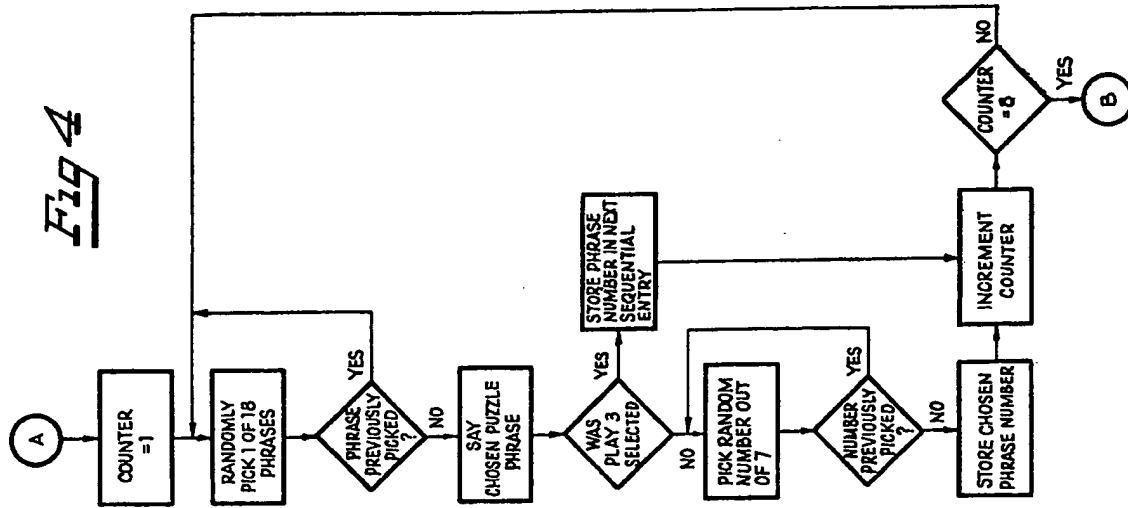 Fig 4
A
COUNTER
=1
RANDOMLY
PICK 1 OF 18
PHRASES
PHRASE
PREVIOUSLY
PICKED
?
YES
NO
SAY
CHOSEN PUZZLE
PHRASE
WAS
PLAY 3
SELECTED
YES
NO
STORE PHRASE
NUMBER IN NEXT
SEQUENTIAL
ENTRY
PICK RANDOM
NUMBER OUT
OF 7
NUMBER
PREVIOUSLY
PICKED
?
YES
NO
STORE CHOSEN
PHRASE NUMBER
INCREMENT
COUNTER
COUNTER
=8
NO
YES
B